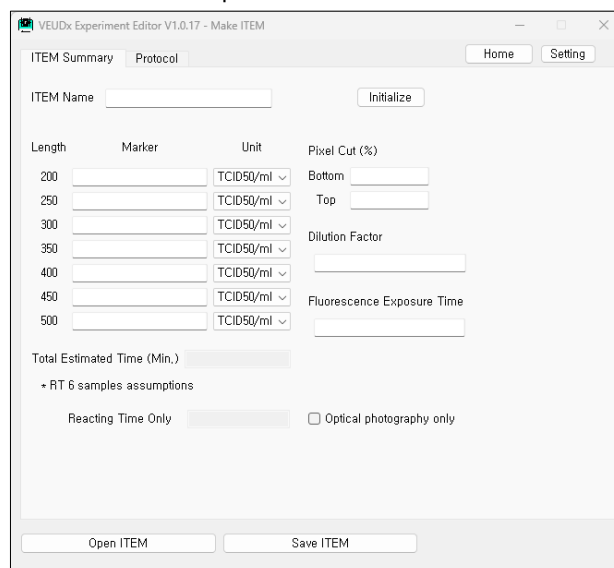 VEUDx Experiment Editor V1.0.17 - Make ITEM
ITEM Summary Protocol Home Setting
ITEM Name Initialize
Length Marker Unit Pixel Cut (%)
200 TCID50/ml Bottom
250 TCID50/ml Top
300 TCID50/ml
Dilution Factor
350 TCID50/ml
400 TCID50/ml
450 TCID50/ml Fluorescence Exposure Time
500 TCID50/ml
Total Estimated Time (Min.)
* RT 6 samples assumptions
Reacting Time Only Optical photography only
Open ITEM Save ITEM